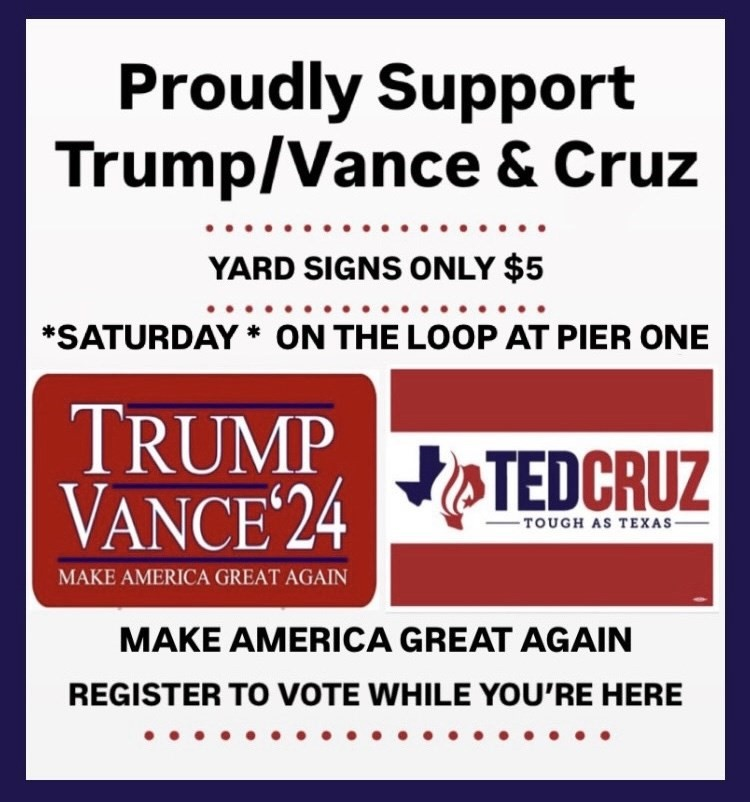 Proudly Support
Trump/Vance & Cruz
YARD SIGNS ONLY $5
*SATURDAY * ON THE LOOP AT PIER ONE
TRUMP
VANCE‘24
MAKE AMERICA GREAT AGAIN
TEDCRUZ
TOUGH AS TEXAS
MAKE AMERICA GREAT AGAIN
REGISTER TO VOTE WHILE YOU’RE HERE